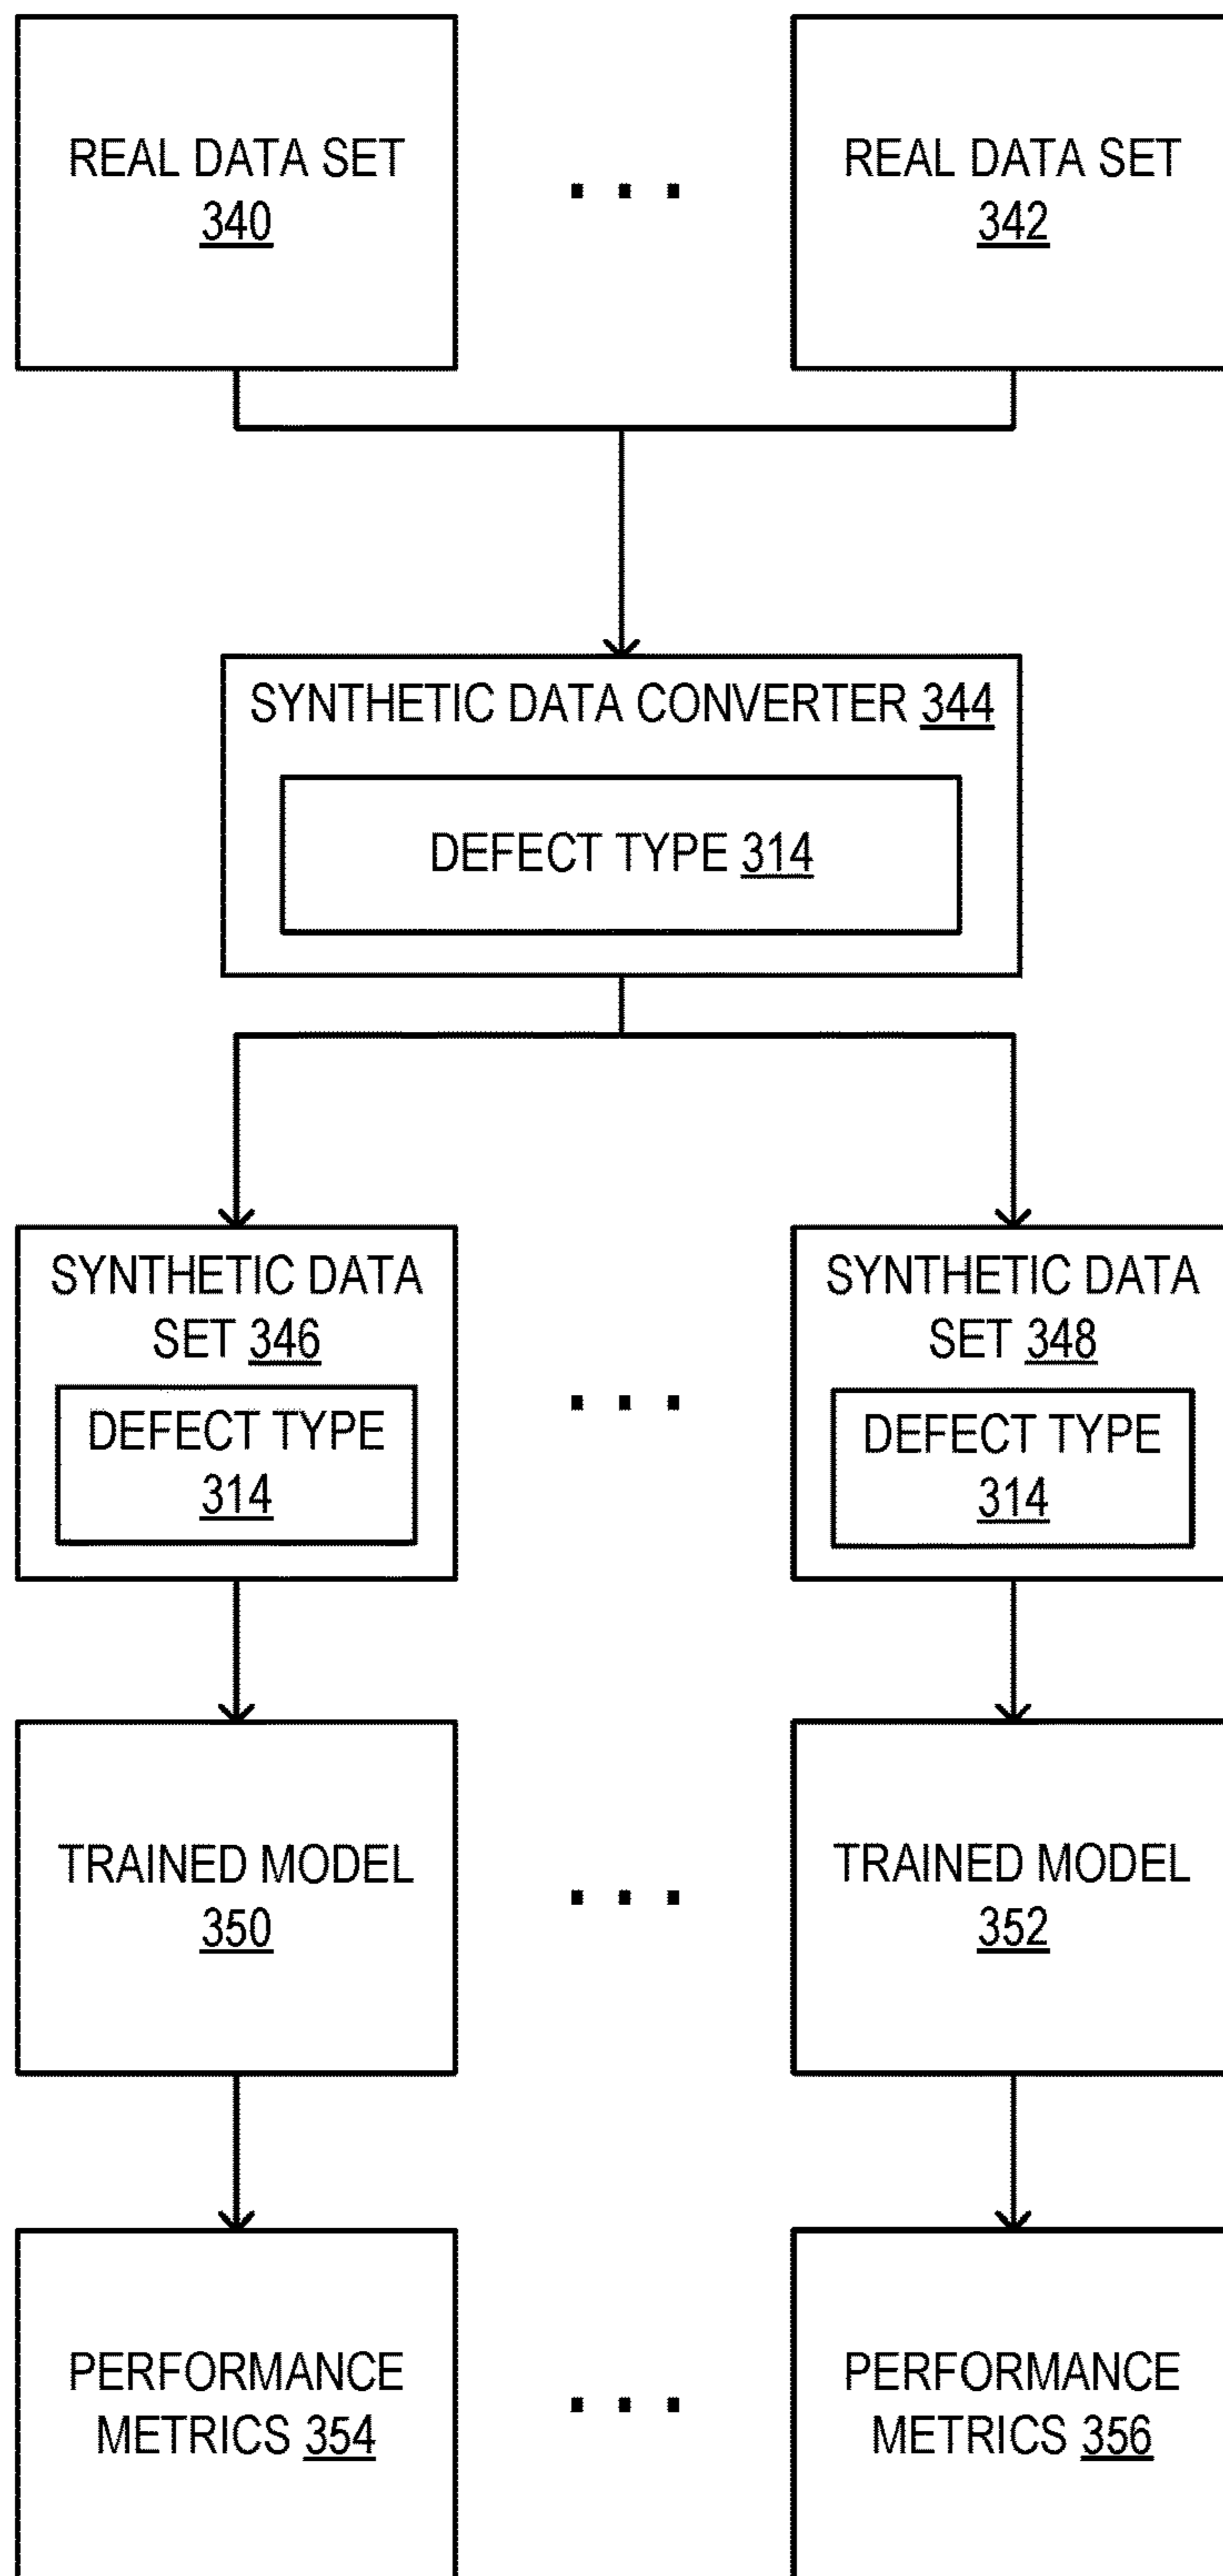 REAL DATA SET
340
REAL DATA SET
342
SYNTHETIC DATA CONVERTER 344
DEFECT TYPE 314
SYNTHETIC DATA
SET 346
DEFECT TYPE
314
SYNTHETIC DATA
SET 348
DEFECT TYPE
314
TRAINED MODEL
350
TRAINED MODEL
352
PERFORMANCE
METRICS 354
PERFORMANCE
METRICS 356